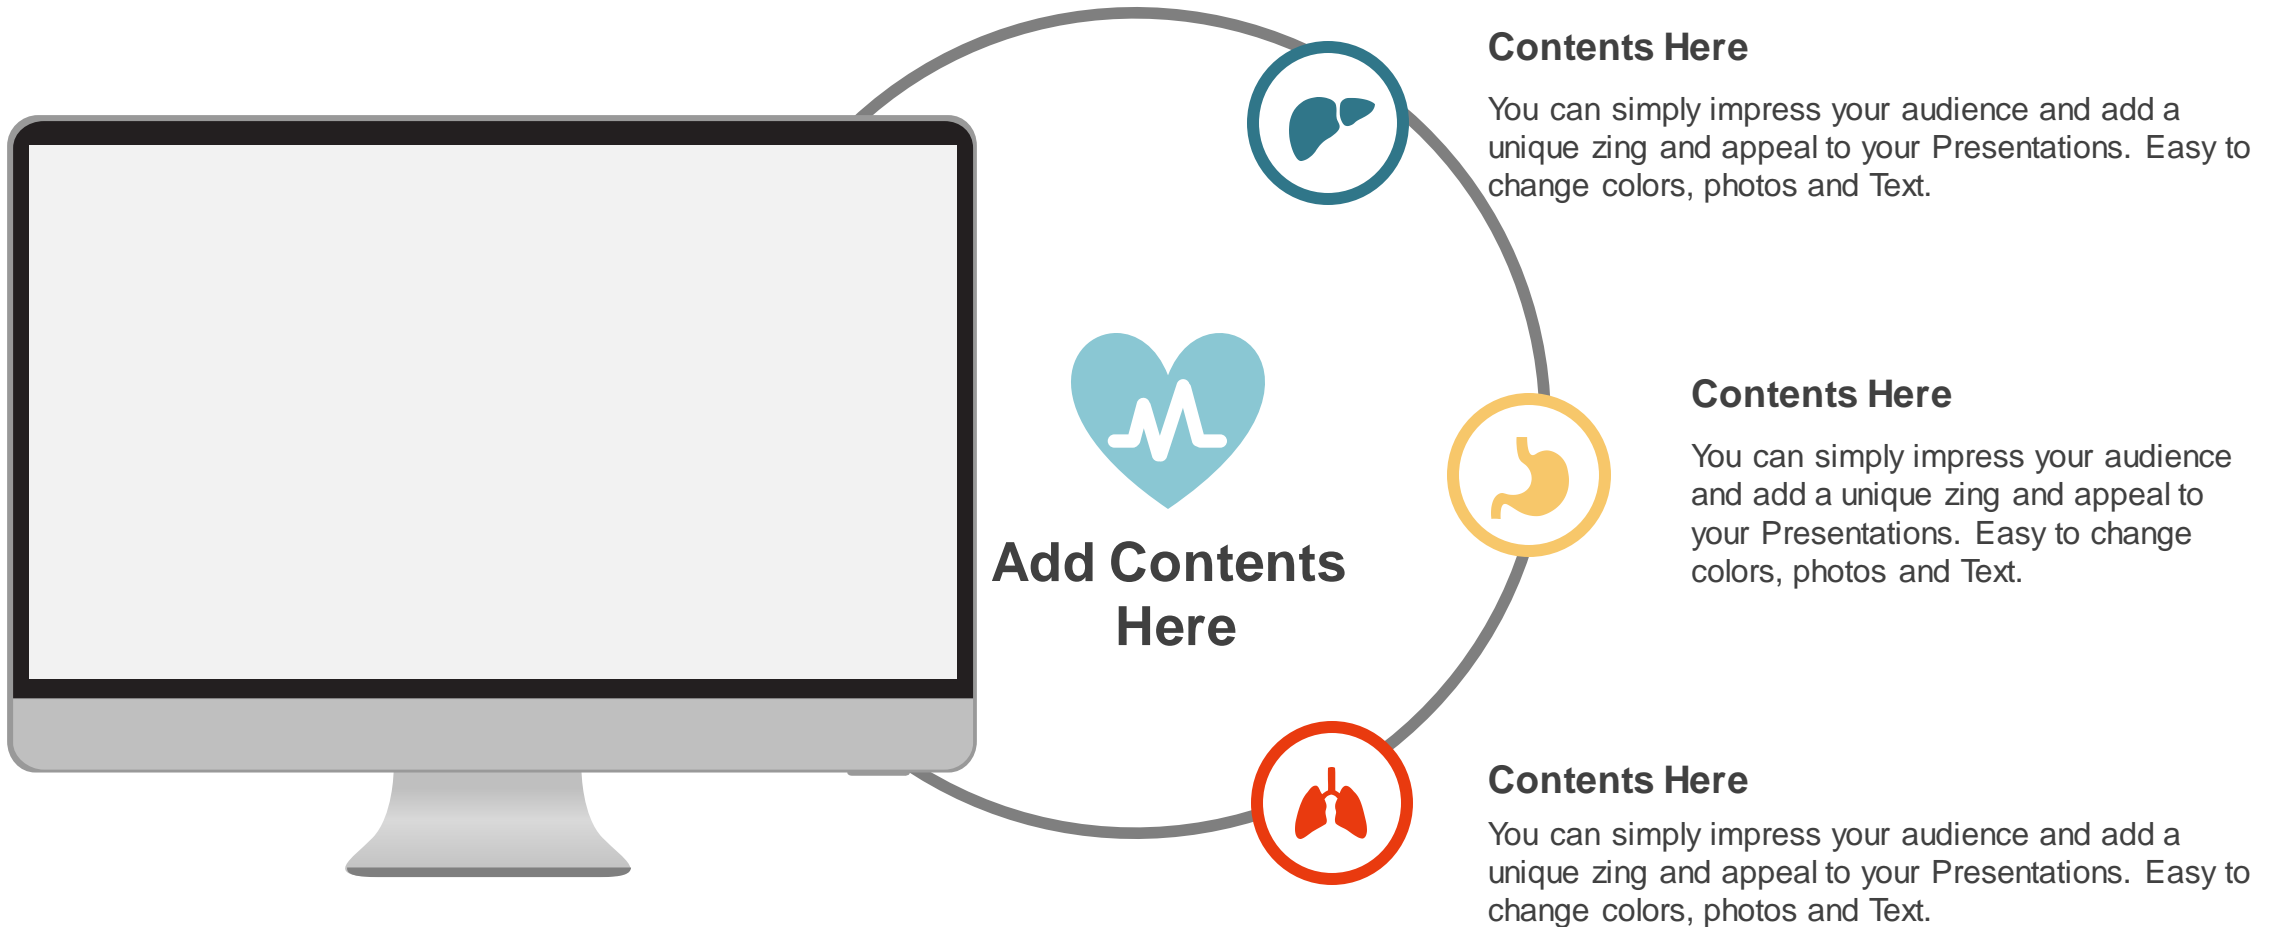 Contents Here
You can simply impress your audience and add a
unique zing and appeal to your Presentations. Easy to
change colors, photos and Text.
Add Contents
Here
Contents Here
You can simply impress your audience
and add a unique zing and appeal to
your Presentations. Easy to change
colors, photos and Text.
Contents Here
You can simply impress your audience and add a
unique zing and appeal to your Presentations. Easy to
change colors, photos and Text.